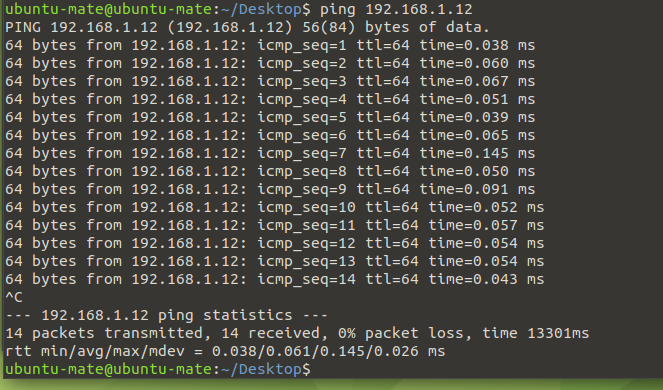 ubuntu-mate@ubuntu-mate:~/Desktop$ ping 192.168.1.12
PING 192.168.1.12 (192.168.1.12) 56(84) bytes of data.
64 bytes from 192.168.1.12: icmp_seq=1 ttl=64 time=0.038 ms
64 bytes from 192.168.1.12: icmp_seq=2 ttl=64 time=0.060 ms
64 bytes from 192.168.1.12: icmp_seq=3 ttl=64 time=0.067 ms
64 bytes from 192.168.1.12: icmp_seq=4 ttl=64 time=0.051 ms
64 bytes from 192.168.1.12: icmp_seq=5 ttl=64 time=0.039 ms
64 bytes from 192.168.1.12: icmp_seq=6 ttl=64 time=0.065 ms
64 bytes from 192.168.1.12: icmp_seq=7 ttl=64 time=0.145 ms
64 bytes from 192.168.1.12: icmp_seq=8 ttl=64 time=0.050 ms
64 bytes from 192.168.1.12: icmp_seq=9 ttl=64 time=0.091 ms
64 bytes from 192.168.1.12: icmp_seq=10 ttl=64 time=0.052 ms
64 bytes from 192.168.1.12: icmp_seq=11 ttl=64 time=0.057 ms
64 bytes from 192.168.1.12: icmp_seq=12 ttl=64 time=0.054 ms
64 bytes from 192.168.1.12: icmp_seq=13 ttl=64 time=0.054 ms
64 bytes from 192.168.1.12: icmp_seq=14 ttl=64 time=0.043 ms
^C
--- 192.168.1.12 ping statistics ---
14 packets transmitted, 14 received, 0% packet loss, time 13301ms
rtt min/avg/max/mdev = 0.038/0.061/0.145/0.026 ms
ubuntu-mate@ubuntu-mate:~/Desktop$